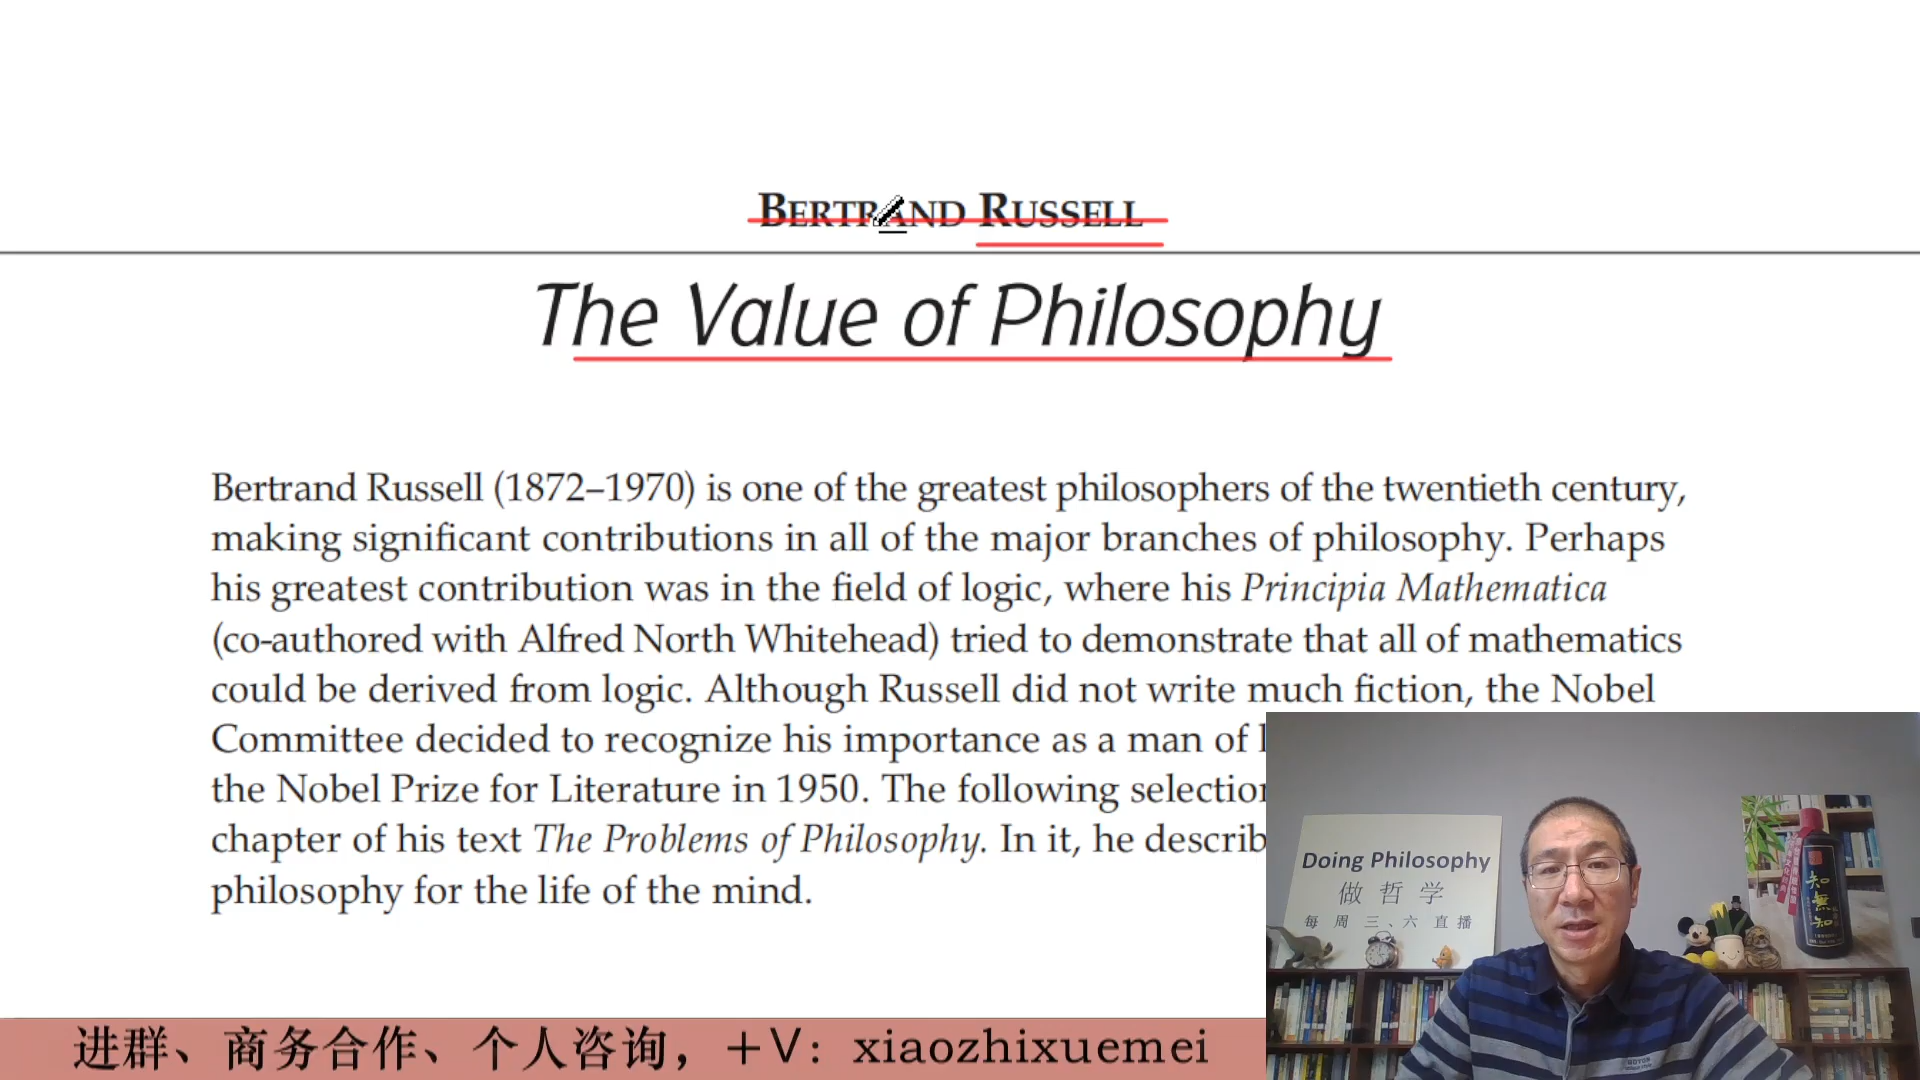 BERTRAND RUSSELL
The Value of Philosophy
Bertrand Russell (1872–1970) is one of the greatest philosophers of the twentieth century,
making significant contributions in all of the major branches of philosophy. Perhaps
his greatest contribution was in the field of logic, where his Principia Mathematica
(co-authored with Alfred North Whitehead) tried to demonstrate that all of mathematics
could be derived from logic. Although Russell did not write much fiction, the Nobel
Committee decided to recognize his importance as a man of
the Nobel Prize for Literature in 1950. The following
chapter of his text The Problems of Philosophy. In it, he
philosophy for the life of the mind.
Doing Philosophy
做哲学
每周三、六直播
知無知
进群、商务合作、个人咨询，+V：xiaozhixuemei